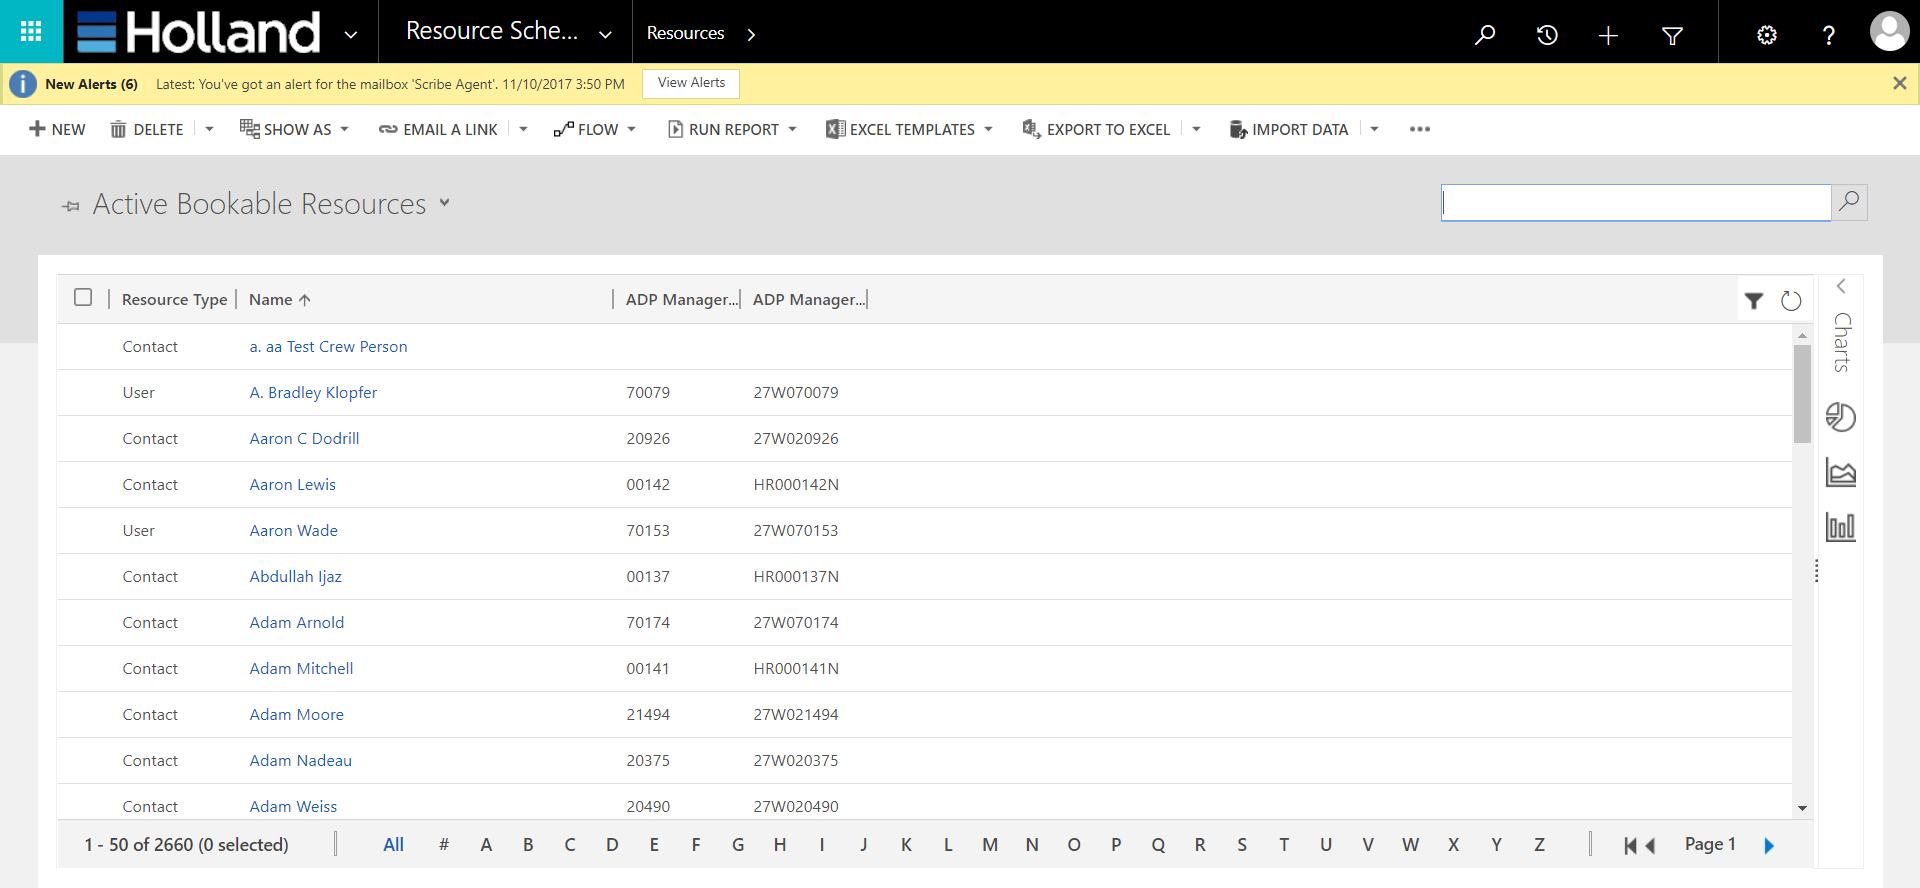 Holland Resource Sche... Resources
New Alerts (6) Latest: You've got an alert for the mailbox 'Scribe Agent'. 11/10/2017 3:50 PM View Alerts
NEW DELETE SHOW AS EMAIL A LINK FLOW RUN REPORT EXCEL TEMPLATES EXPORT TO EXCEL IMPORT DATA
Active Bookable Resources
Resource Type Name ADP Manager... ADP Manager...
Contact a. aa Test Crew Person
User A. Bradley Klopfer 70079 27W070079
Contact Aaron C Dodrill 20926 27W020926
Contact Aaron Lewis 00142 HR000142N
User Aaron Wade 70153 27W070153
Contact Abdullah Ijaz 00137 HR000137N
Contact Adam Arnold 70174 27W070174
Contact Adam Mitchell 00141 HR000141N
Contact Adam Moore 21494 27W021494
Contact Adam Nadeau 20375 27W020375
Contact Adam Weiss 20490 27W020490
Charts
1 - 50 of 2660 (0 selected) All # A B C D E F G H I J K L M N O P Q R S T U V W X Y Z Page 1